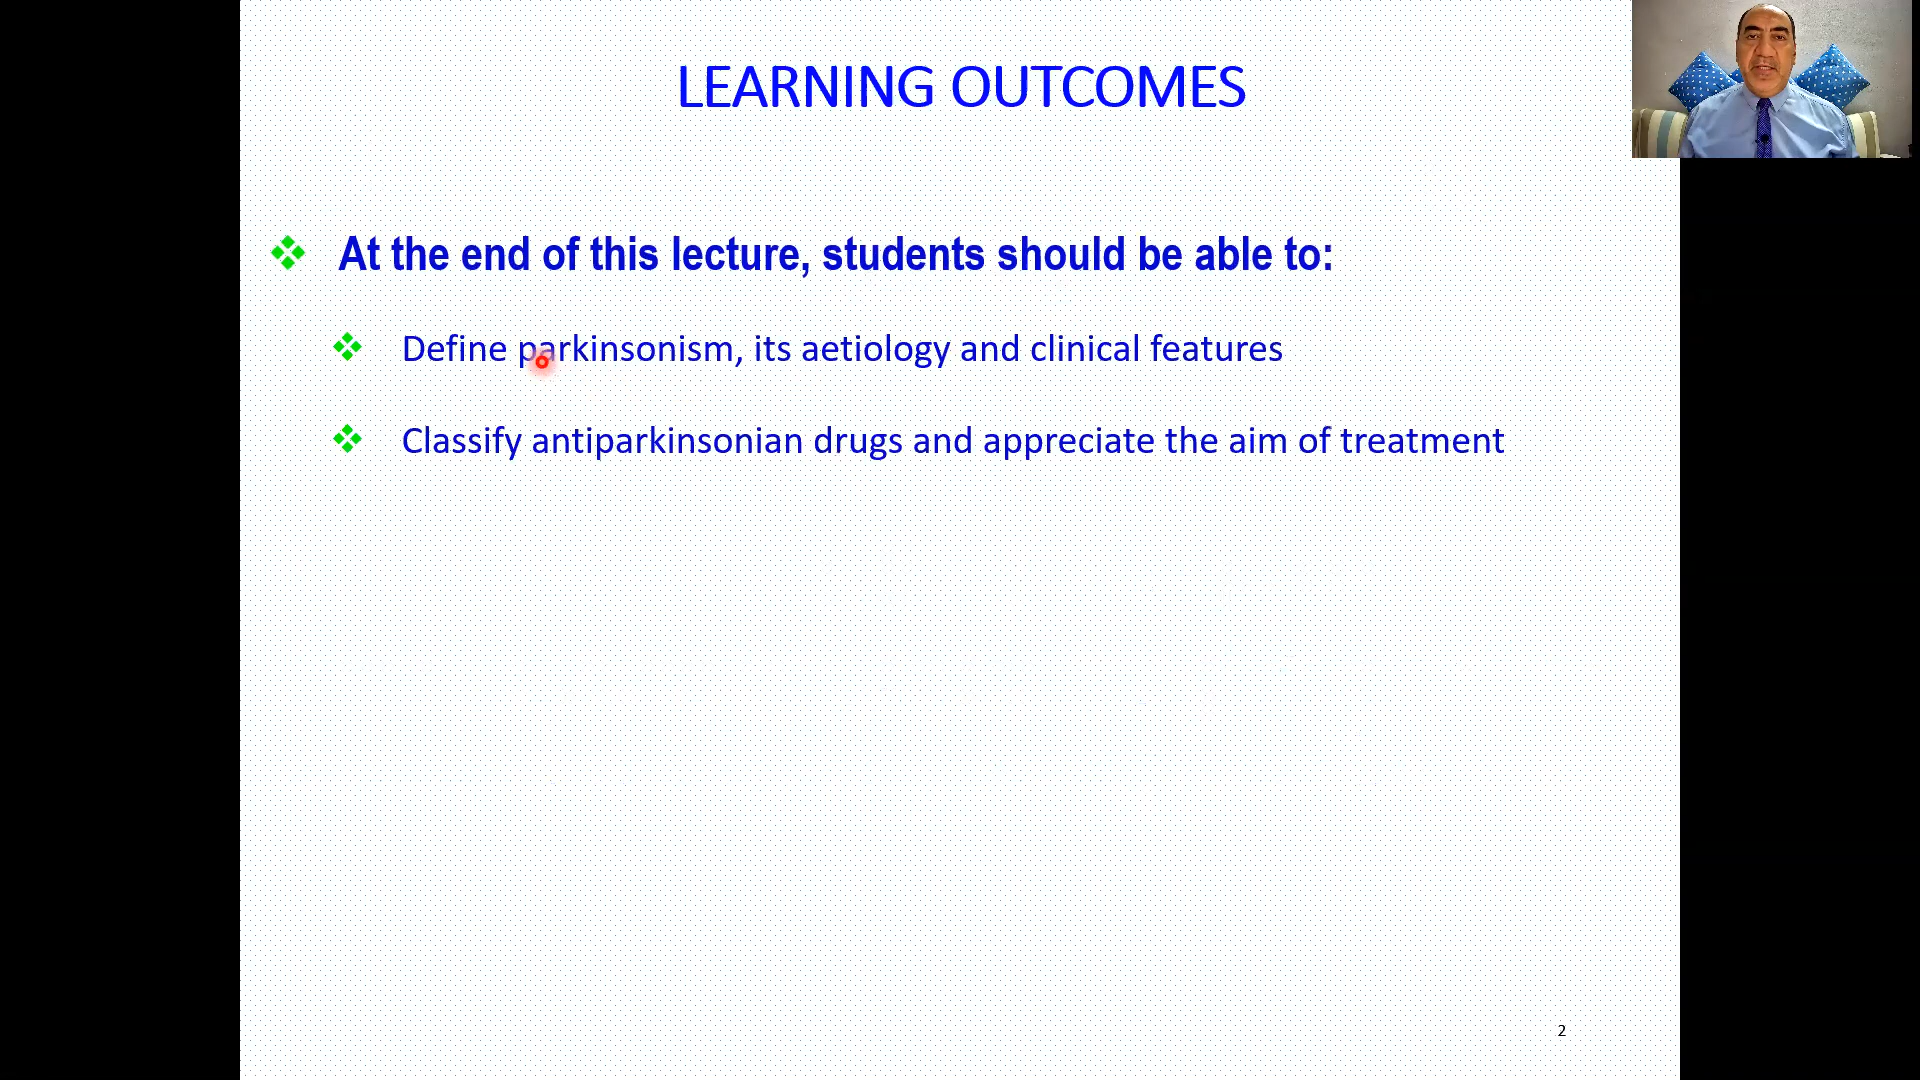 LEARNING OUTCOMES
At the end of this lecture, students should be able to:
Define parkinsonism, its aetiology and clinical features
Classify antiparkinsonian drugs and appreciate the aim of treatment
2